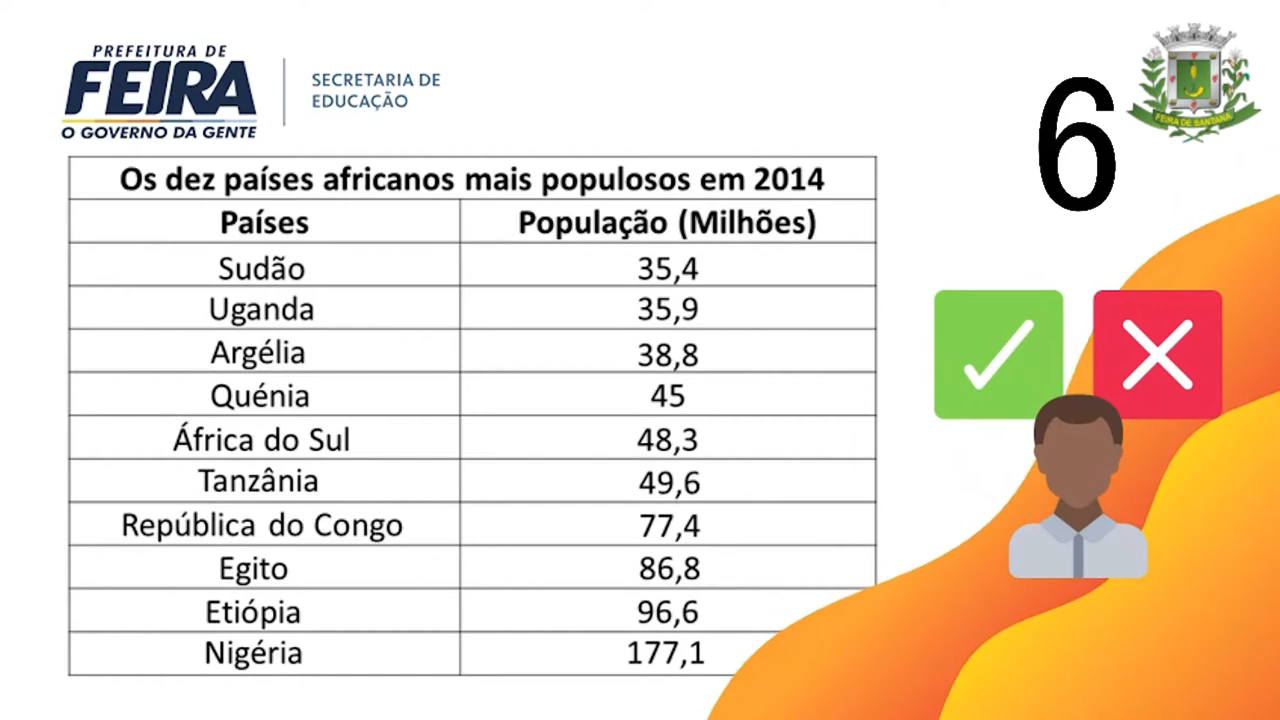 PREFEITURA DE
FEIRA
O GOVERNO DA GENTE
SECRETARIA DE
EDUCAÇÃO
6
FEIRA DE SANTANA
Os dez países africanos mais populosos em 2014
Países População (Milhões)
Sudão 35,4
Uganda 35,9
Argélia 38,8
Quénia 45
África do Sul 48,3
Tanzânia 49,6
República do Congo 77,4
Egito 86,8
Etiópia 96,6
Nigéria 177,1